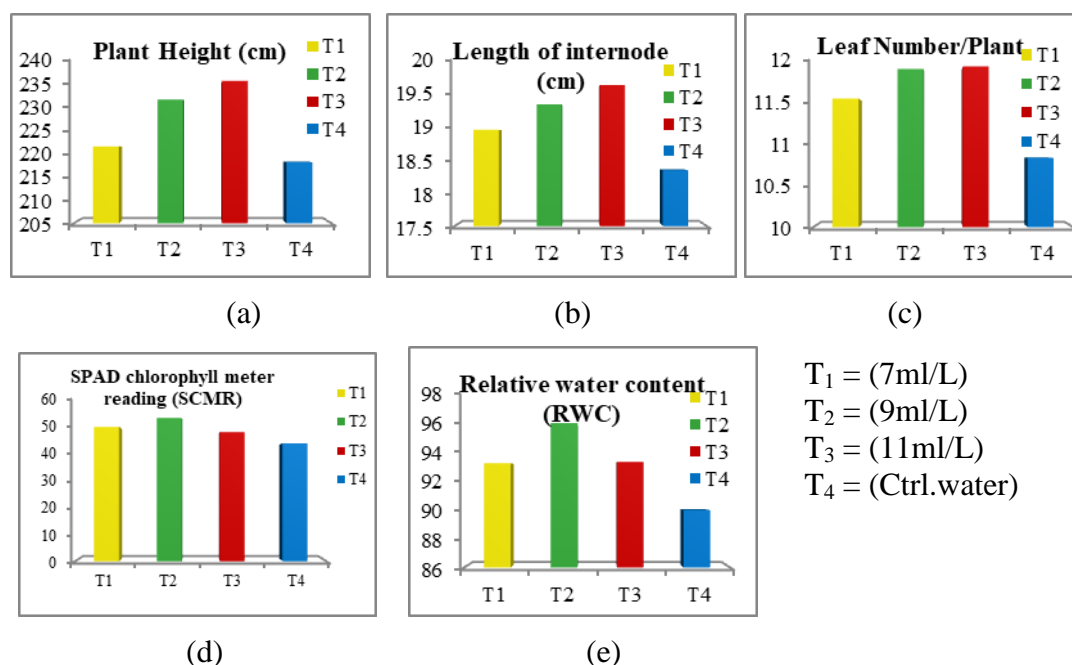 Plant Height (cm)
240
235
230
225
220
215
210
205
T1
T2
T3
T4
T1 T2 T3 T4
(a)
Length of internode
(cm)
20
19.5
19
18.5
18
17.5
T1
T2
T3
T4
T1 T2 T3 T4
(b)
Leaf Number/Plant
12
11.5
11
10.5
10
T1
T2
T3
T4
T1 T2 T3 T4
(c)
SPAD chlorophyll meter
reading (SCMR)
60
50
40
30
20
10
0
T1
T2
T3
T4
T1 T2 T3 T4
(d)
Relative water content
(RWC)
98
96
94
92
90
88
86
T1
T2
T3
T4
T1 T2 T3 T4
(e)
T₁ = (7ml/L)
T₂ = (9ml/L)
T₃ = (11ml/L)
T₄ = (Ctrl.water)